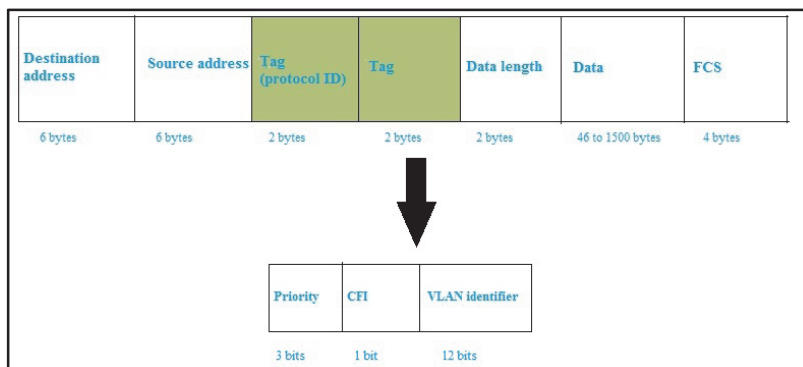 Destination address
Source address
Tag (protocol ID)
Tag
Data length
Data
FCS
6 bytes
6 bytes
2 bytes
2 bytes
2 bytes
46 to 1500 bytes
4 bytes
Priority
CFI
VLAN identifier
3 bits
1 bit
12 bits